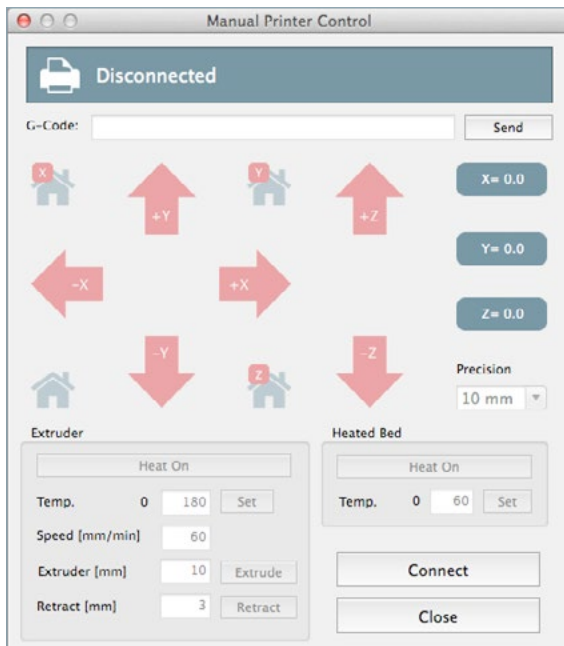 Manual Printer Control
Disconnected
G-Code: Send
X Y
+Y +Z
X= 0.0
-X +X
Y= 0.0
Z= 0.0
-Y -Z
Z
Precision
10 mm
Extruder
Heat On
Temp. 0 180 Set
Speed [mm/min] 60
Extruder [mm] 10 Extrude
Retract [mm] 3 Retract
Heated Bed
Heat On
Temp. 0 60 Set
Connect
Close